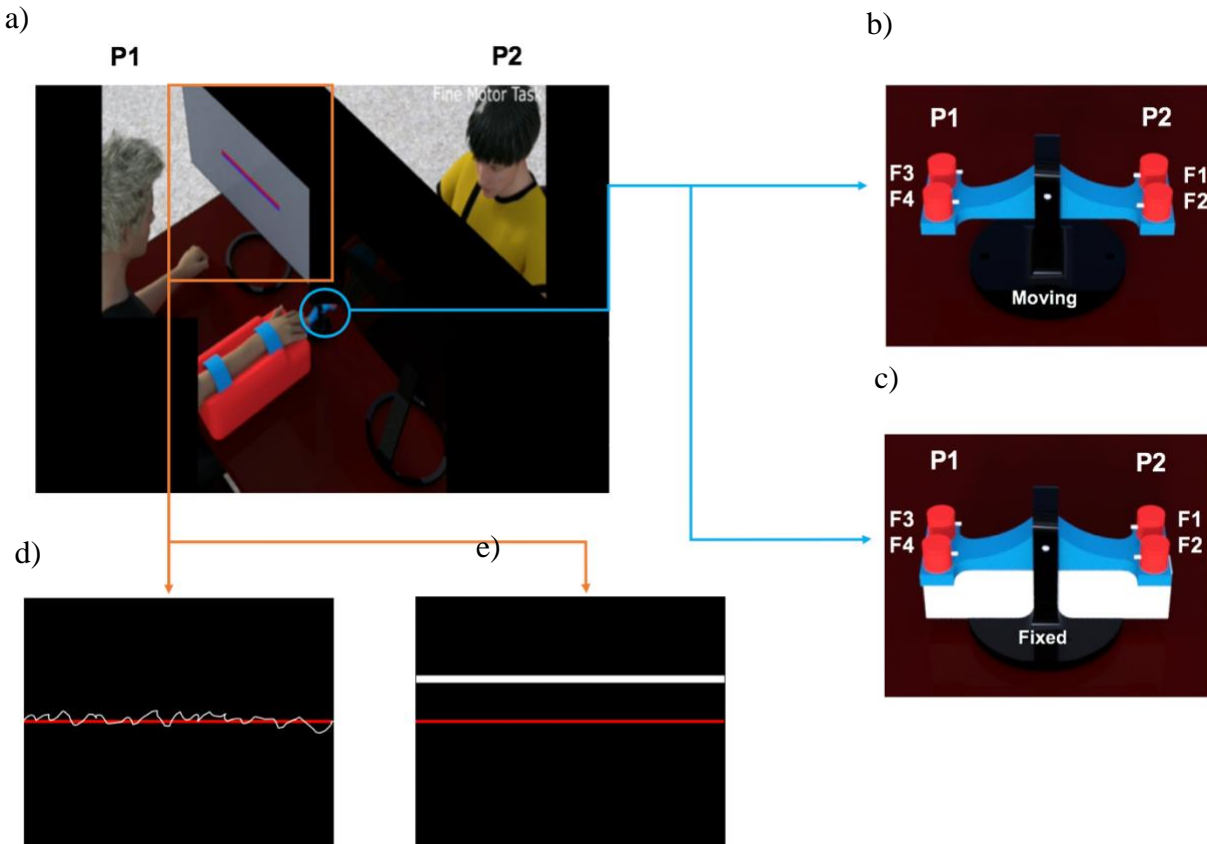 a)
P1
P2
Fine Motor Task
b)
P1
P2
F3
F1
F4
F2
Moving
c)
P1
P2
F3
F1
F4
F2
Fixed
d)
e)